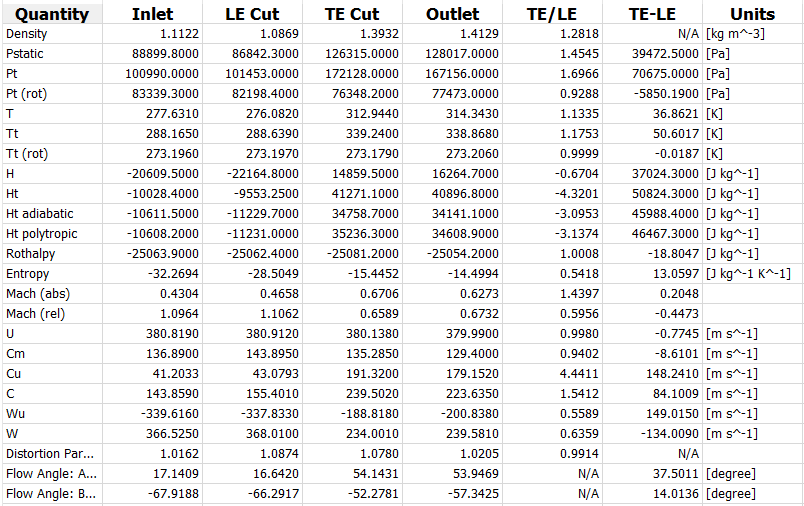 Quantity Inlet LE Cut TE Cut Outlet TE/LE TE-LE Units
Density 1.1122 1.0869 1.3932 1.4129 1.2818 N/A [kg m^-3]
Pstatic 88899.8000 86842.3000 126315.0000 128017.0000 1.4545 39472.5000 [Pa]
Pt 100990.0000 101453.0000 172128.0000 167156.0000 1.6966 70675.0000 [Pa]
Pt (rot) 83339.3000 82198.4000 76348.2000 77473.0000 0.9288 -5850.1900 [Pa]
T 277.6310 276.0820 312.9440 314.3430 1.1335 36.8621 [K]
Tt 288.1650 288.6390 339.2400 338.8680 1.1753 50.6017 [K]
Tt (rot) 273.1960 273.1970 273.1790 273.2060 0.9999 -0.0187 [K]
H -20609.5000 -22164.8000 14859.5000 16264.7000 -0.6704 37024.3000 [J kg^-1]
Ht -10028.4000 -9553.2500 41271.1000 40896.8000 -4.3201 50824.3000 [J kg^-1]
Ht adiabatic -10611.5000 -11229.7000 34758.7000 34141.1000 -3.0953 45988.4000 [J kg^-1]
Ht polytropic -10608.2000 -11231.0000 35236.3000 34608.9000 -3.1374 46467.3000 [J kg^-1]
Rothalpy -25063.9000 -25062.4000 -25081.2000 -25054.2000 1.0008 -18.8047 [J kg^-1]
Entropy -32.2694 -28.5049 -15.4452 -14.4994 0.5418 13.0597 [J kg^-1 K^-1]
Mach (abs) 0.4304 0.4658 0.6706 0.6273 1.4397 0.2048
Mach (rel) 1.0964 1.1062 0.6589 0.6732 0.5956 -0.4473
U 380.8190 380.9120 380.1380 379.9900 0.9980 -0.7745 [m s^-1]
Cm 136.8900 143.8950 135.2850 129.4000 0.9402 -8.6101 [m s^-1]
Cu 41.2033 43.0793 191.3200 179.1520 4.4411 148.2410 [m s^-1]
C 143.8590 155.4010 239.5020 223.6350 1.5412 84.1009 [m s^-1]
Wu -339.6160 -337.8330 -188.8180 -200.8380 0.5589 149.0150 [m s^-1]
W 366.5250 368.0100 234.0010 239.5810 0.6359 -134.0090 [m s^-1]
Distortion Par... 1.0162 1.0874 1.0780 1.0205 0.9914 N/A
Flow Angle: A... 17.1409 16.6420 54.1431 53.9469 N/A 37.5011 [degree]
Flow Angle: B... -67.9188 -66.2917 -52.2781 -57.3425 N/A 14.0136 [degree]